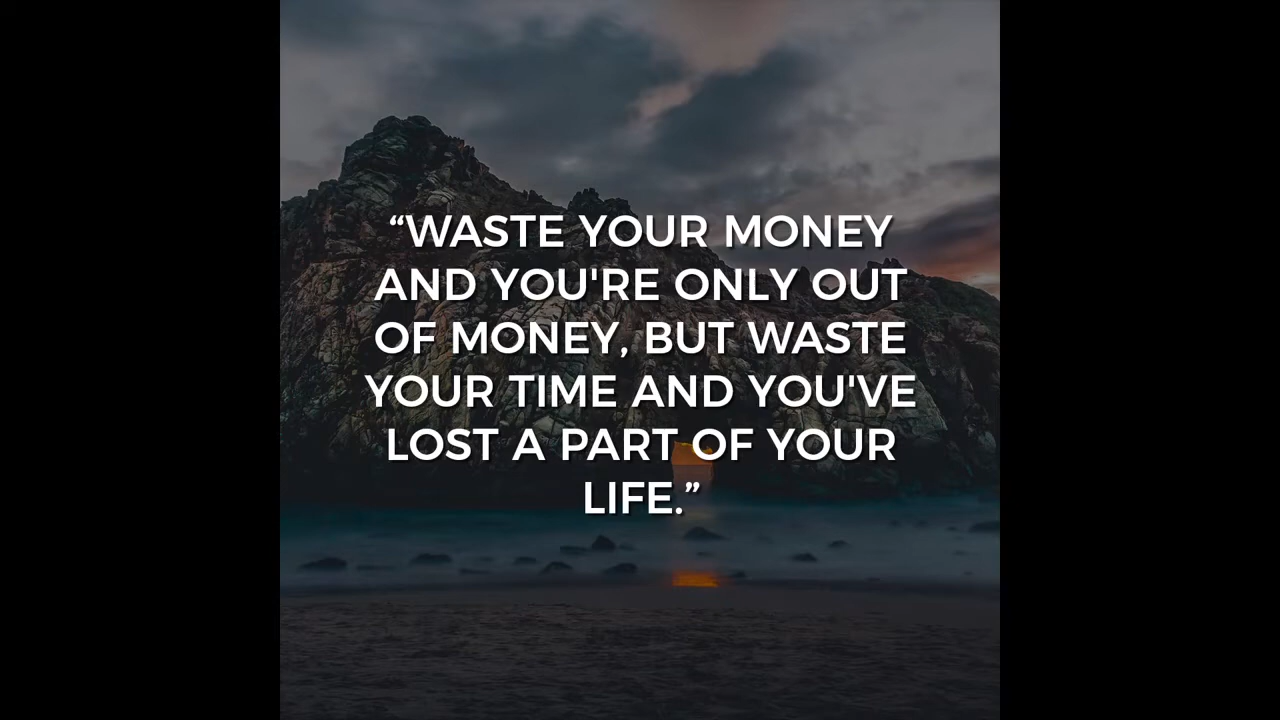 “WASTE YOUR MONEY
AND YOU'RE ONLY OUT
OF MONEY, BUT WASTE
YOUR TIME AND YOU'VE
LOST A PART OF YOUR
LIFE.”